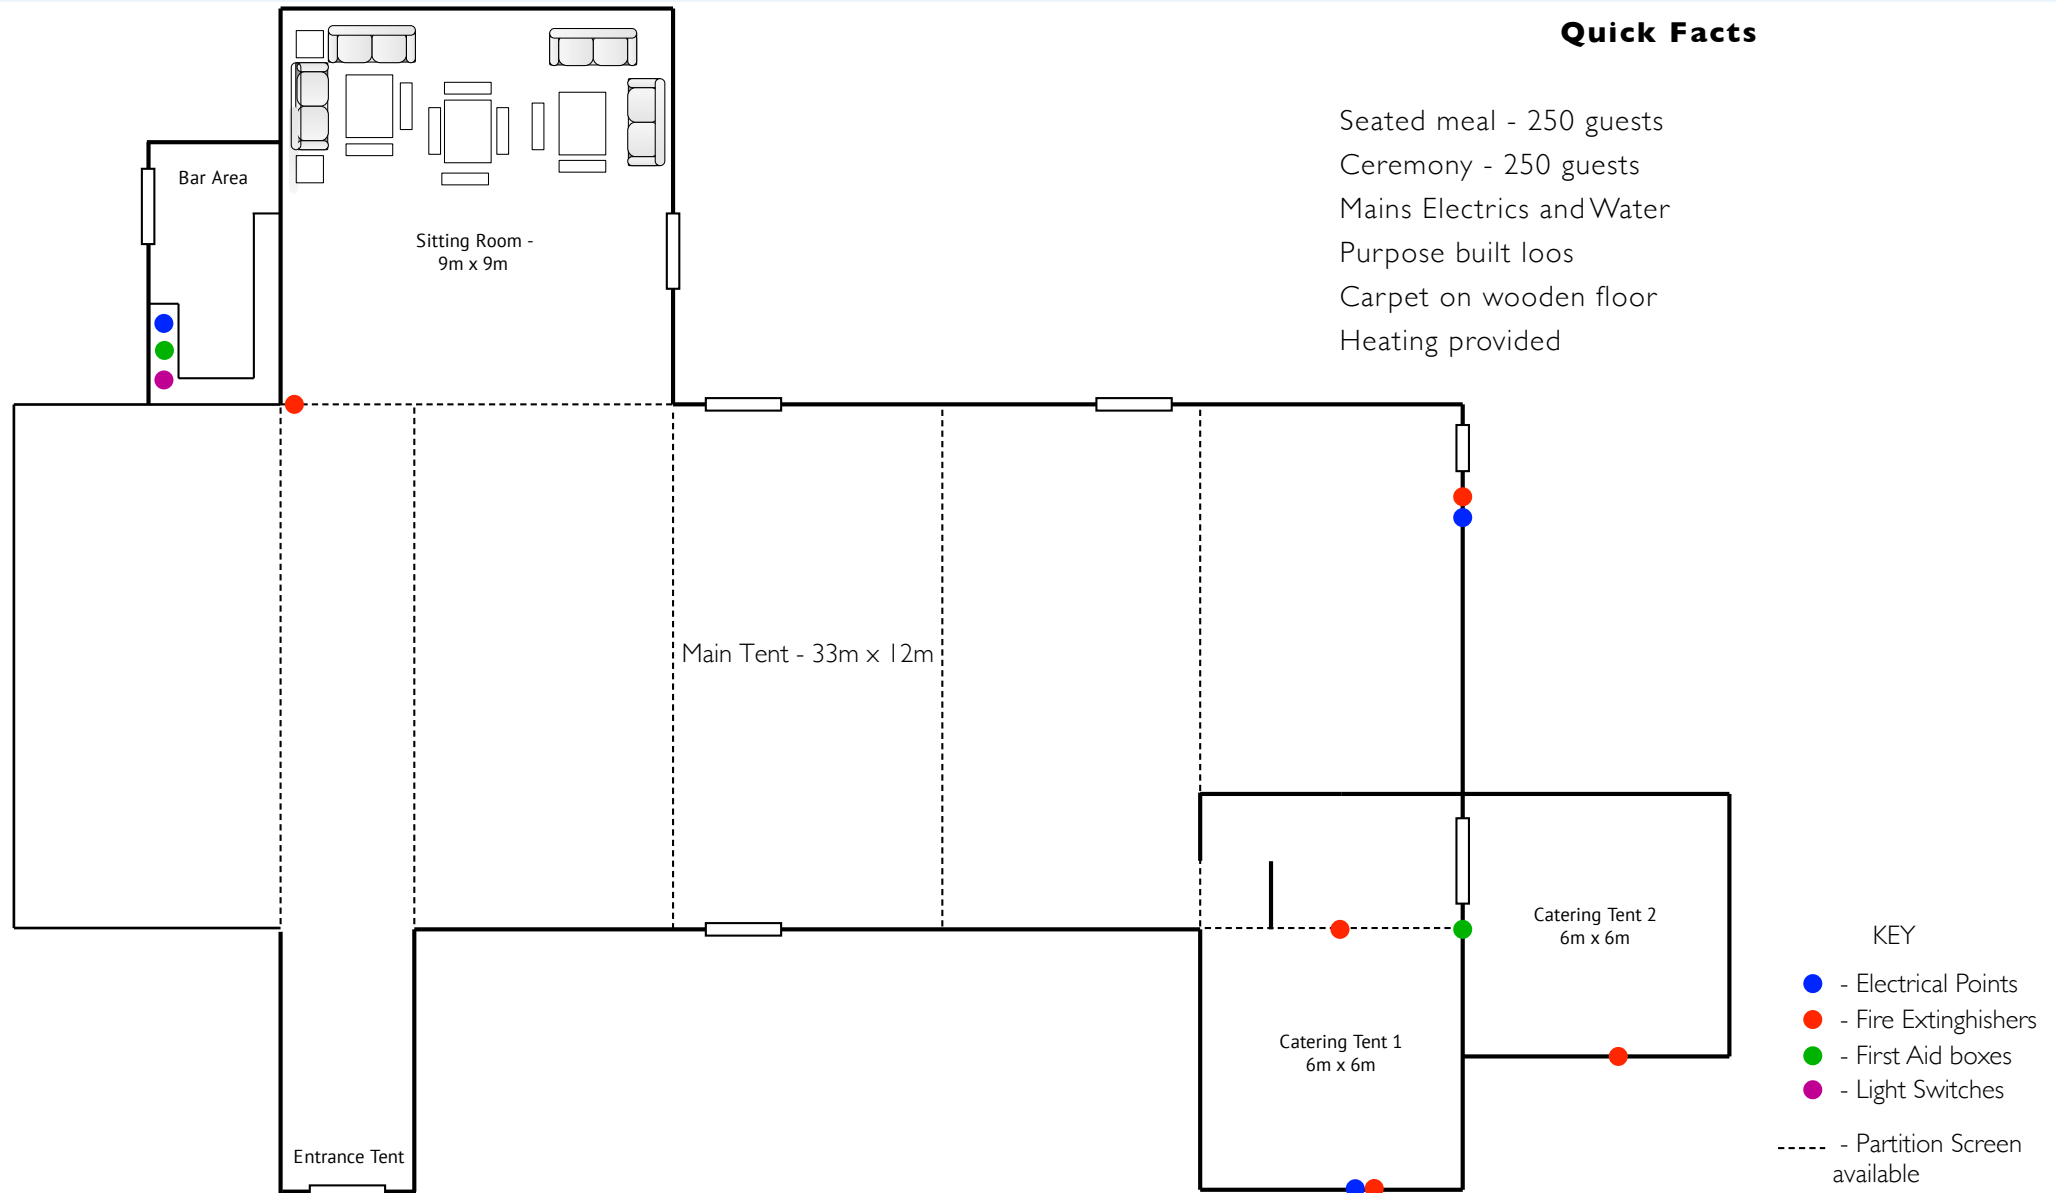 Quick Facts
Seated meal - 250 guests
Ceremony - 250 guests
Mains Electrics and Water
Purpose built loos
Carpet on wooden floor
Heating provided
Bar Area
Sitting Room -
9m x 9m
Main Tent - 33m x 12m
Catering Tent 2
6m x 6m
Catering Tent 1
6m x 6m
Entrance Tent
KEY
- Electrical Points
- Fire Extinghishers
- First Aid boxes
- Light Switches
- Partition Screen
available